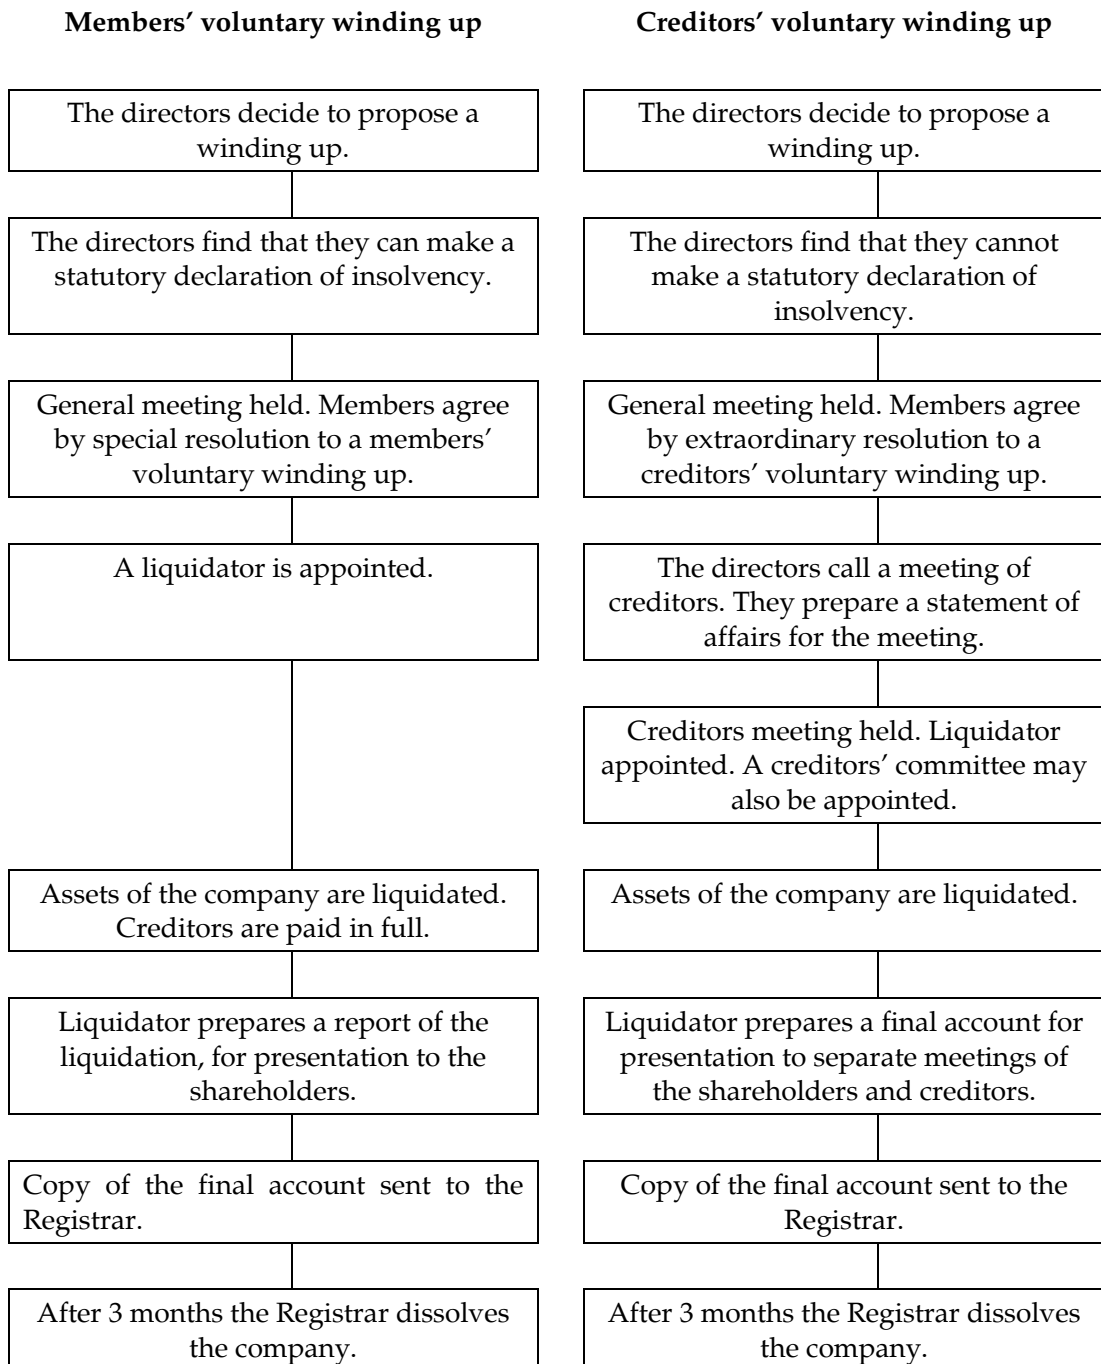 Members’ voluntary winding up
Creditors’ voluntary winding up
The directors decide to propose a
winding up.
The directors decide to propose a
winding up.
The directors find that they can make a
statutory declaration of insolvency.
The directors find that they cannot
make a statutory declaration of
insolvency.
General meeting held. Members agree
by special resolution to a members’
voluntary winding up.
General meeting held. Members agree
by extraordinary resolution to a
creditors’ voluntary winding up.
A liquidator is appointed.
The directors call a meeting of
creditors. They prepare a statement of
affairs for the meeting.
Creditors meeting held. Liquidator
appointed. A creditors’ committee may
also be appointed.
Assets of the company are liquidated.
Creditors are paid in full.
Assets of the company are liquidated.
Liquidator prepares a report of the
liquidation, for presentation to the
shareholders.
Liquidator prepares a final account for
presentation to separate meetings of
the shareholders and creditors.
Copy of the final account sent to the
Registrar.
Copy of the final account sent to the
Registrar.
After 3 months the Registrar dissolves
the company.
After 3 months the Registrar dissolves
the company.